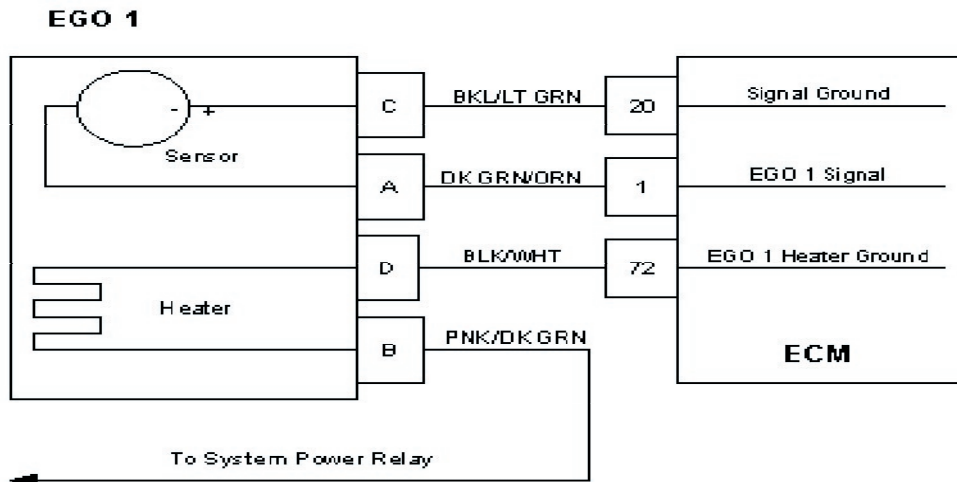 EGO 1
C BKL/LT GRN 20 Signal Ground
- +
Sensor
A DK GRN/ORN 1 EGO 1 Signal
D BLK/WHT 72 EGO 1 Heater Ground
Heater
B PNK/DK GRN
ECM
To System Power Relay